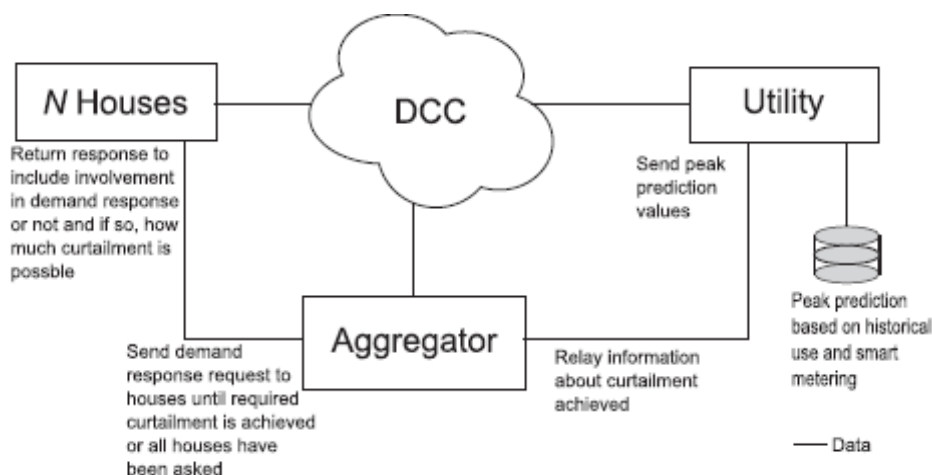 N Houses
DCC
Utility
Return response to
include involvement
in demand response
or not and if so, how
much curtailment is
possble
Send peak
prediction
values
Aggregator
Peak prediction
based on historical
use and smart
metering
Send demand
response request to
houses until required
curtailment is achieved
or all houses have
been asked
Relay information
about curtailment
achieved
Data